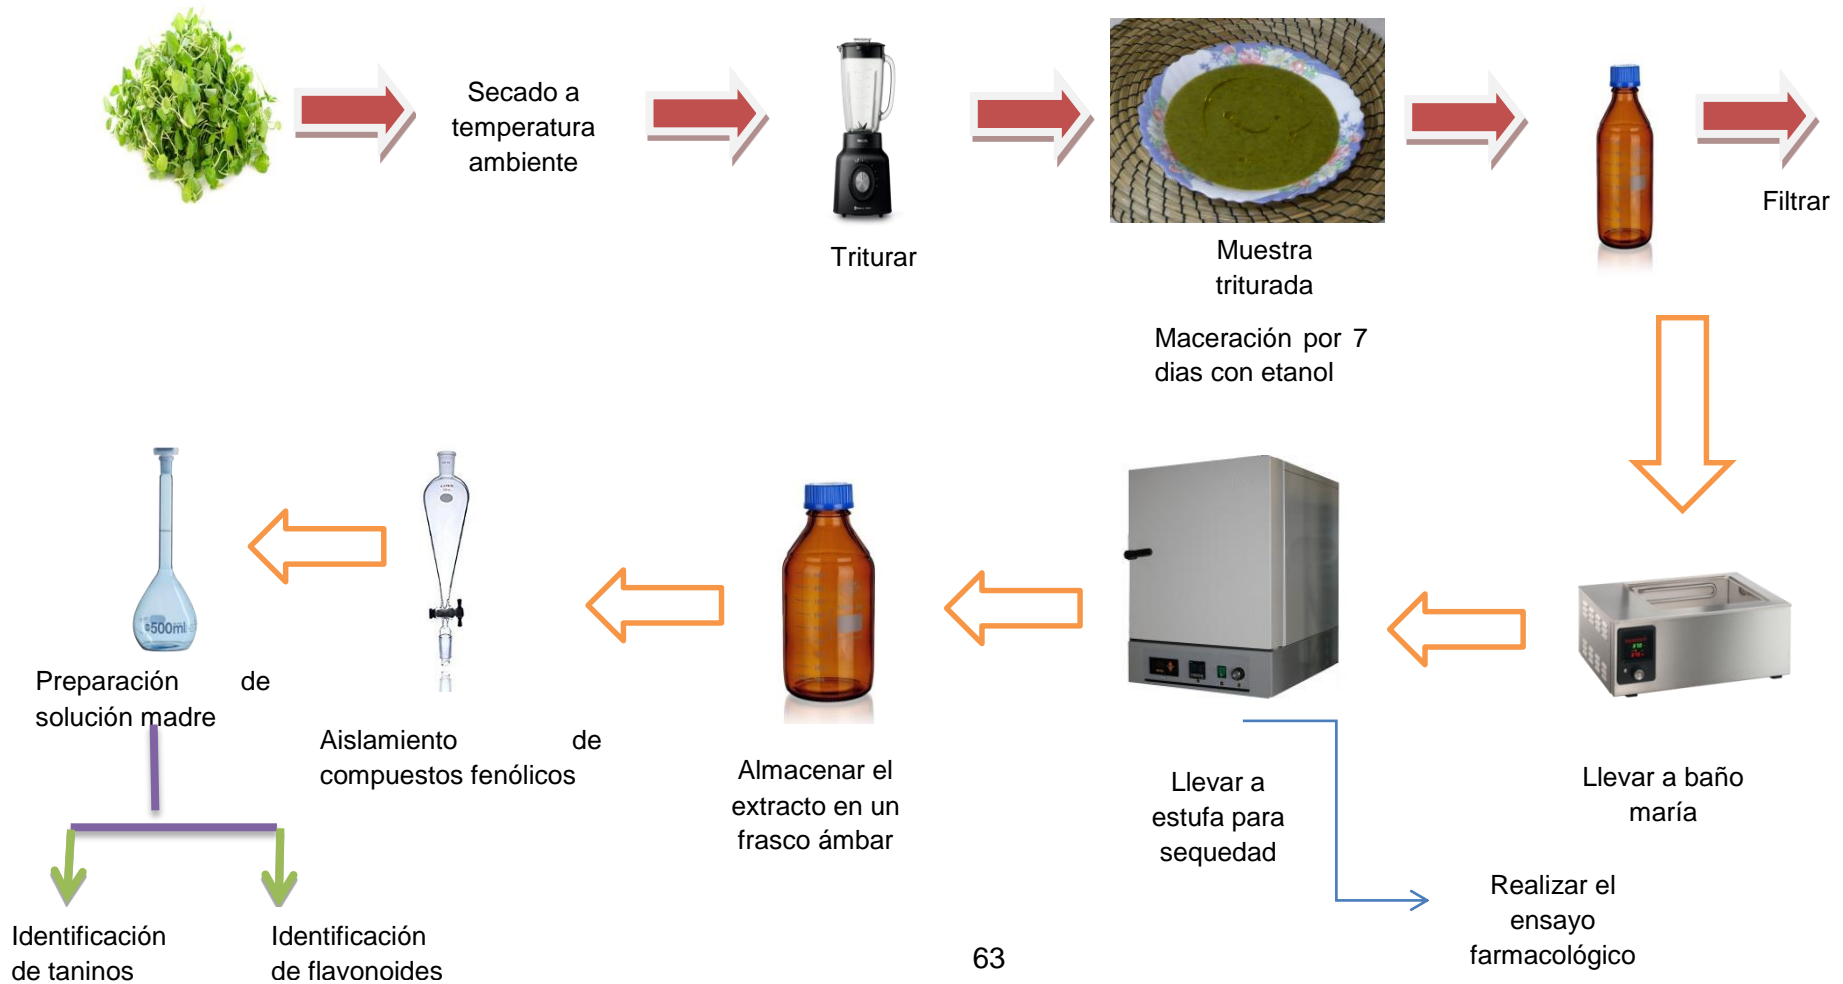 Secado a
temperatura
ambiente
Triturar
Muestra
triturada
Maceración por 7
dias con etanol
Filtrar
Llevar a baño
maría
Llevar a
estufa para
sequedad
Realizar el
ensayo
farmacológico
Almacenar el
extracto en un
frasco ámbar
Aislamiento de
compuestos fenólicos
500ml
Preparación de
solución madre
Identificación
de taninos
Identificación
de flavonoides
63